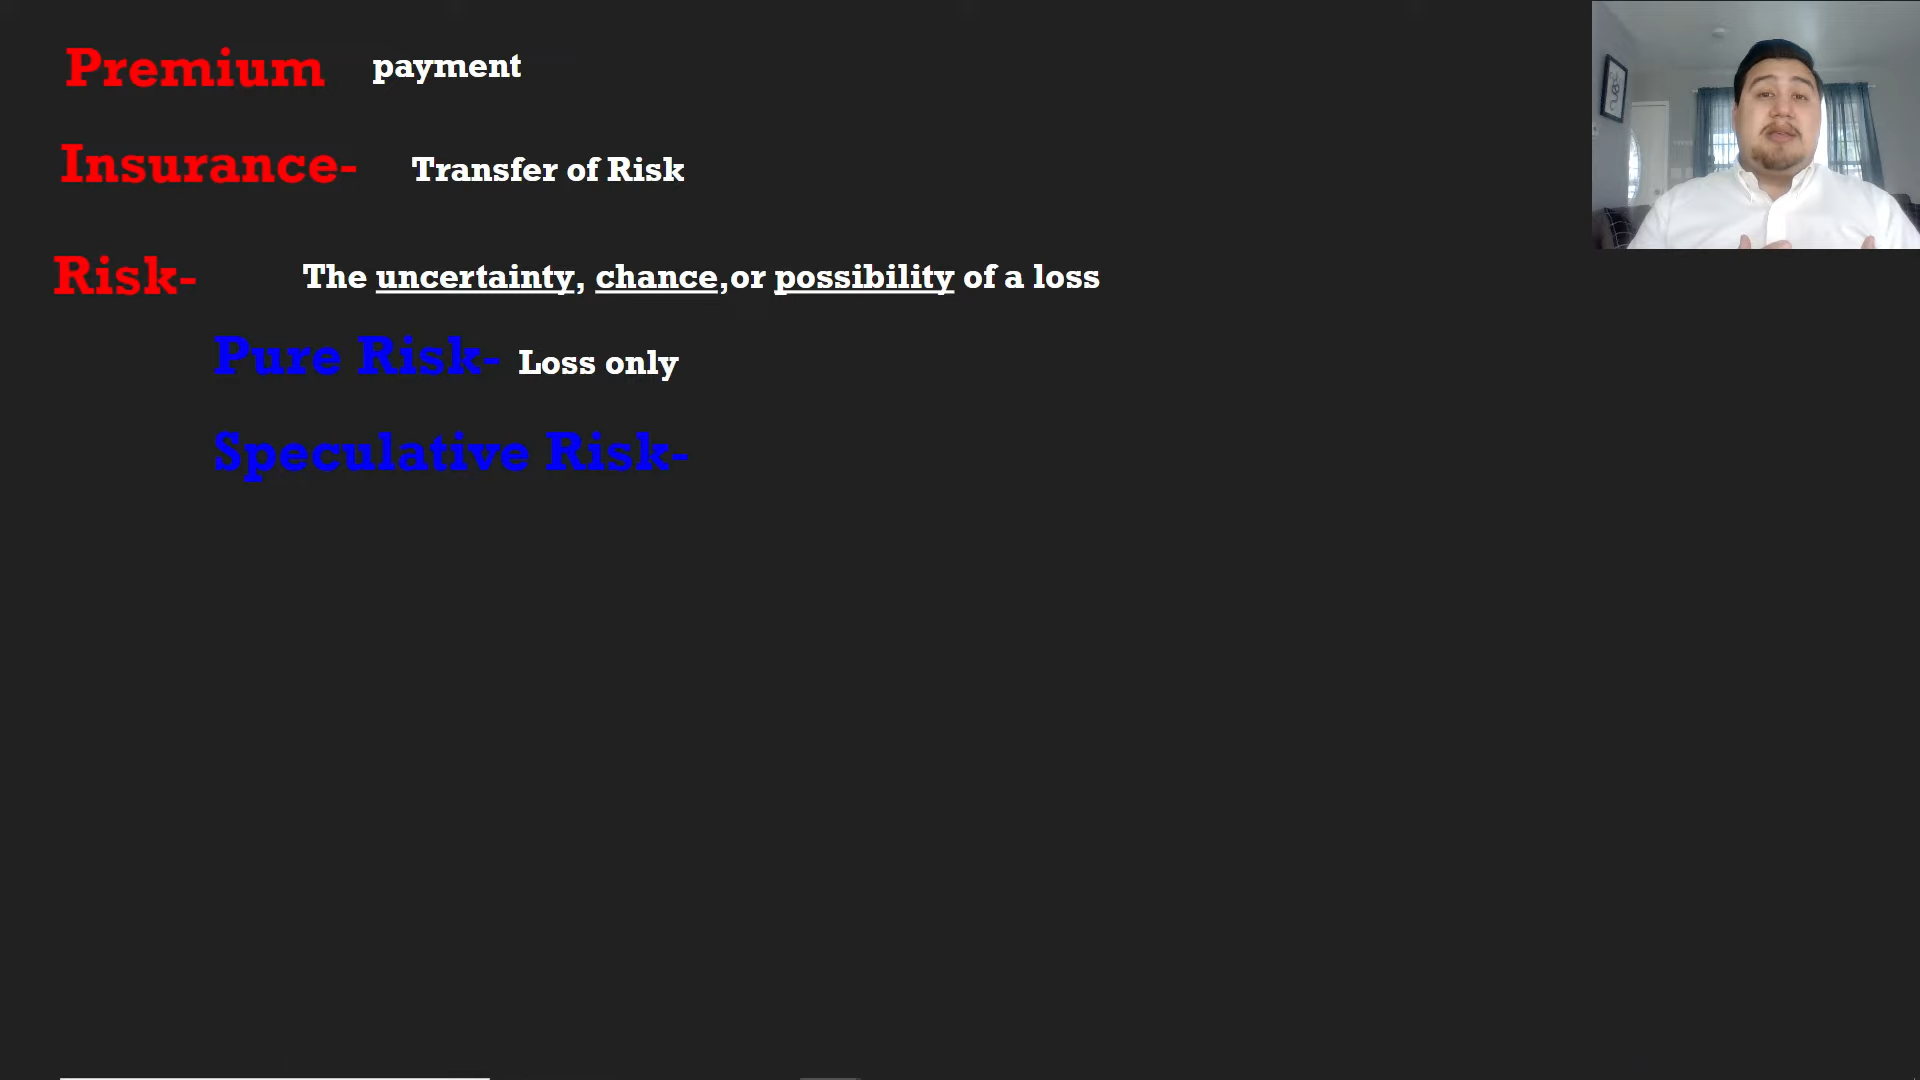 Premium payment
Insurance- Transfer of Risk
Risk- The uncertainty, chance,or possibility of a loss
Pure Risk- Loss only
Speculative Risk-